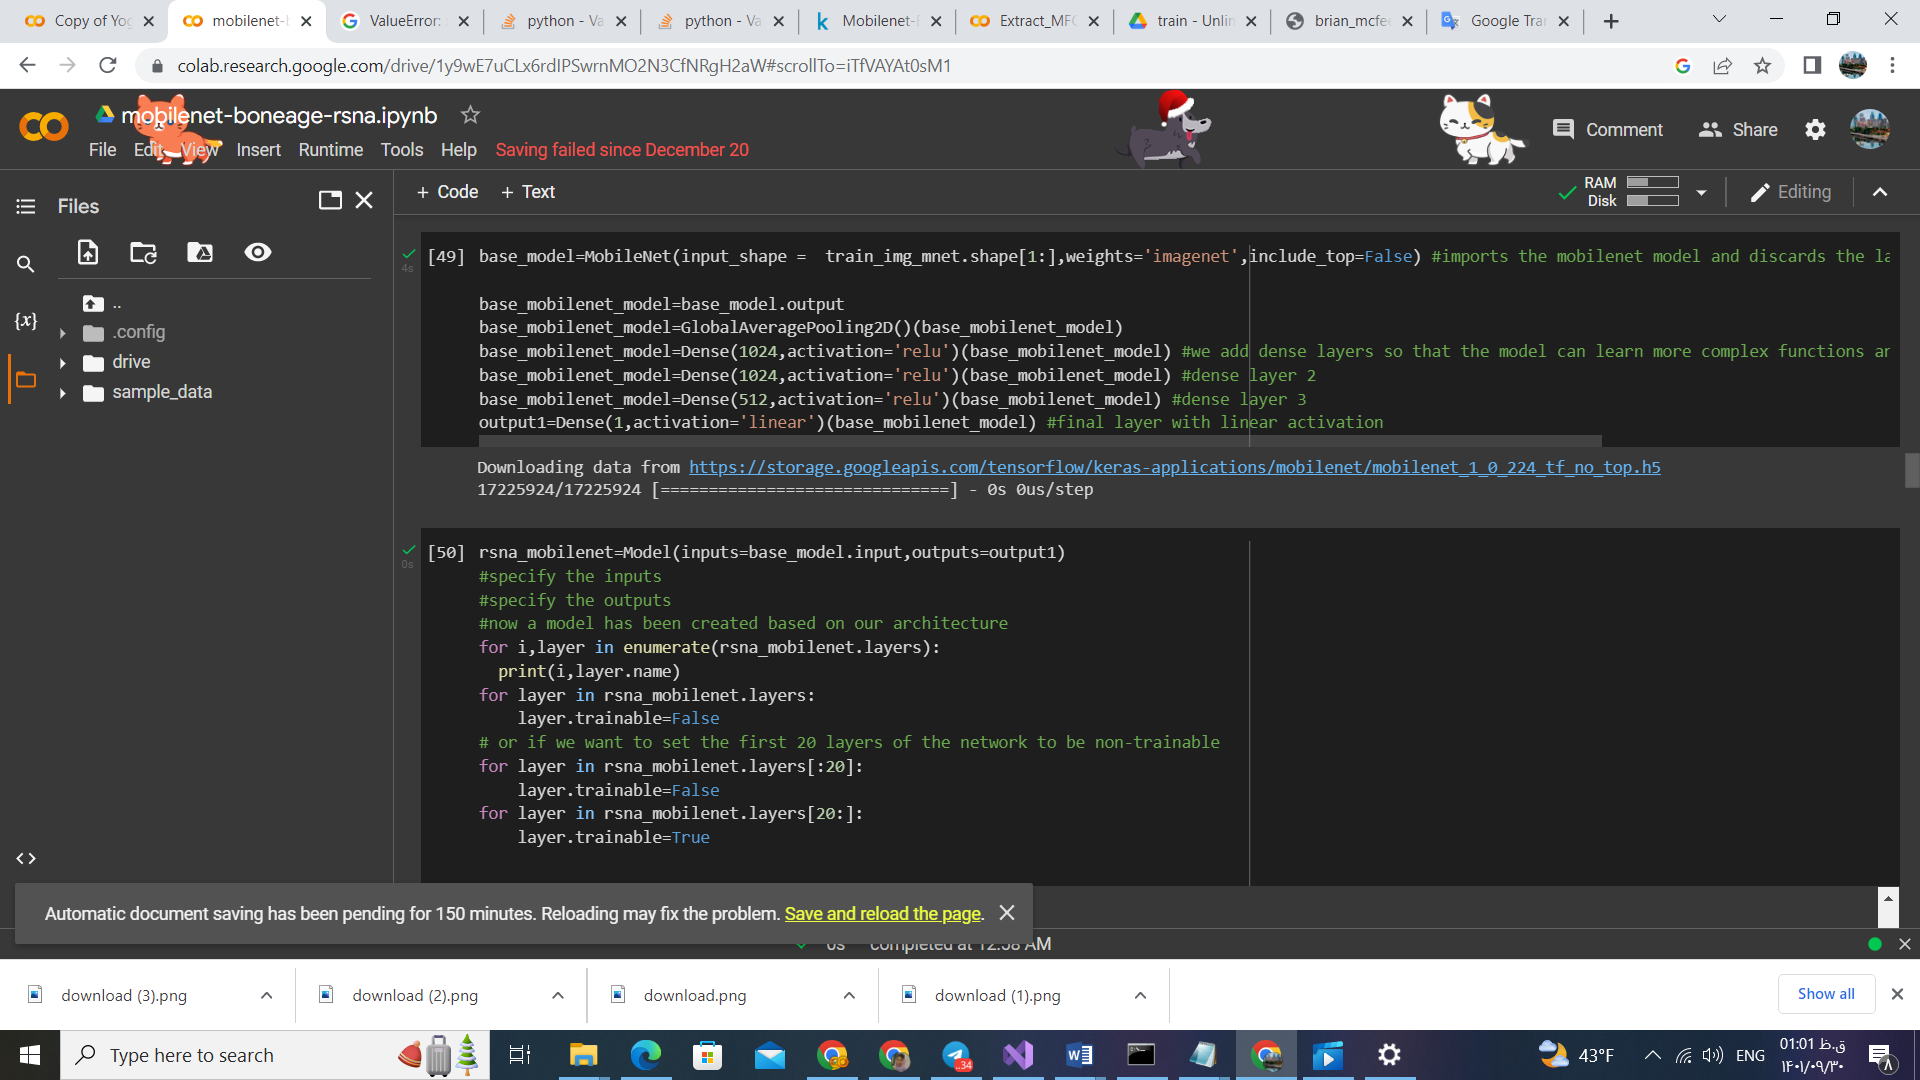 Copy of Yog
mobilenet-b
ValueError:
python - Va
python - Va
Mobilenet-
Extract_MFC
train - Unlin
brian_mcfee
Google Tran
colab.research.google.com/drive/1y9wE7uCLx6rdIPSwrnMO2N3CfNRgH2aW#scrollTo=iTfVAYAt0sM1
mobilenet-boneage-rsna.ipynb
File Edit View Insert Runtime Tools Help Saving failed since December 20
Comment
Share
Files
+ Code + Text
RAM
Disk
Editing
{x}
..
.config
drive
sample_data
4s
[49] base_model=MobileNet(input_shape =  train_img_mnet.shape[1:],weights='imagenet',include_top=False) #imports the mobilenet model and discards the la
base_mobilenet_model=base_model.output
base_mobilenet_model=GlobalAveragePooling2D()(base_mobilenet_model)
base_mobilenet_model=Dense(1024,activation='relu')(base_mobilenet_model) #we add dense layers so that the model can learn more complex functions an
base_mobilenet_model=Dense(1024,activation='relu')(base_mobilenet_model) #dense layer 2
base_mobilenet_model=Dense(512,activation='relu')(base_mobilenet_model) #dense layer 3
output1=Dense(1,activation='linear')(base_mobilenet_model) #final layer with linear activation
Downloading data from https://storage.googleapis.com/tensorflow/keras-applications/mobilenet/mobilenet_1_0_224_tf_no_top.h5
17225924/17225924 [==============================] - 0s 0us/step
0s
[50] rsna_mobilenet=Model(inputs=base_model.input,outputs=output1)
#specify the inputs
#specify the outputs
#now a model has been created based on our architecture
for i,layer in enumerate(rsna_mobilenet.layers):
  print(i,layer.name)
for layer in rsna_mobilenet.layers:
    layer.trainable=False
# or if we want to set the first 20 layers of the network to be non-trainable
for layer in rsna_mobilenet.layers[:20]:
    layer.trainable=False
for layer in rsna_mobilenet.layers[20:]:
    layer.trainable=True
Automatic document saving has been pending for 150 minutes. Reloading may fix the problem. Save and reload the page.
0s completed at 12:58 AM
download (3).png
download (2).png
download.png
download (1).png
Show all
Type here to search
..34
43°F
ENG
01:01 ق.ظ
۱۴۰۱/۰۹/۳۰
۸